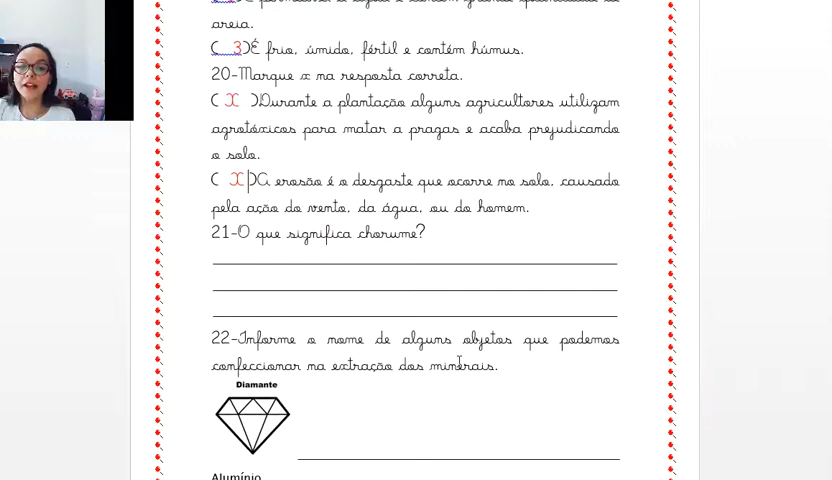 areia.
( 3)É frio, úmido, fértil e contém húmus.
20-Marque x na resposta correta.
( x )Durante a plantação alguns agricultores utilizam
agrotóxicos para matar a pragas e acaba prejudicando
o solo.
( x)A erosão é o desgaste que ocorre no solo, causado
pela ação do vento, da água, ou do homem.
21-O que significa chorume?
22-Informe o nome de alguns objetos que podemos
confeccionar na extração dos minerais.
Diamante
Alumínio